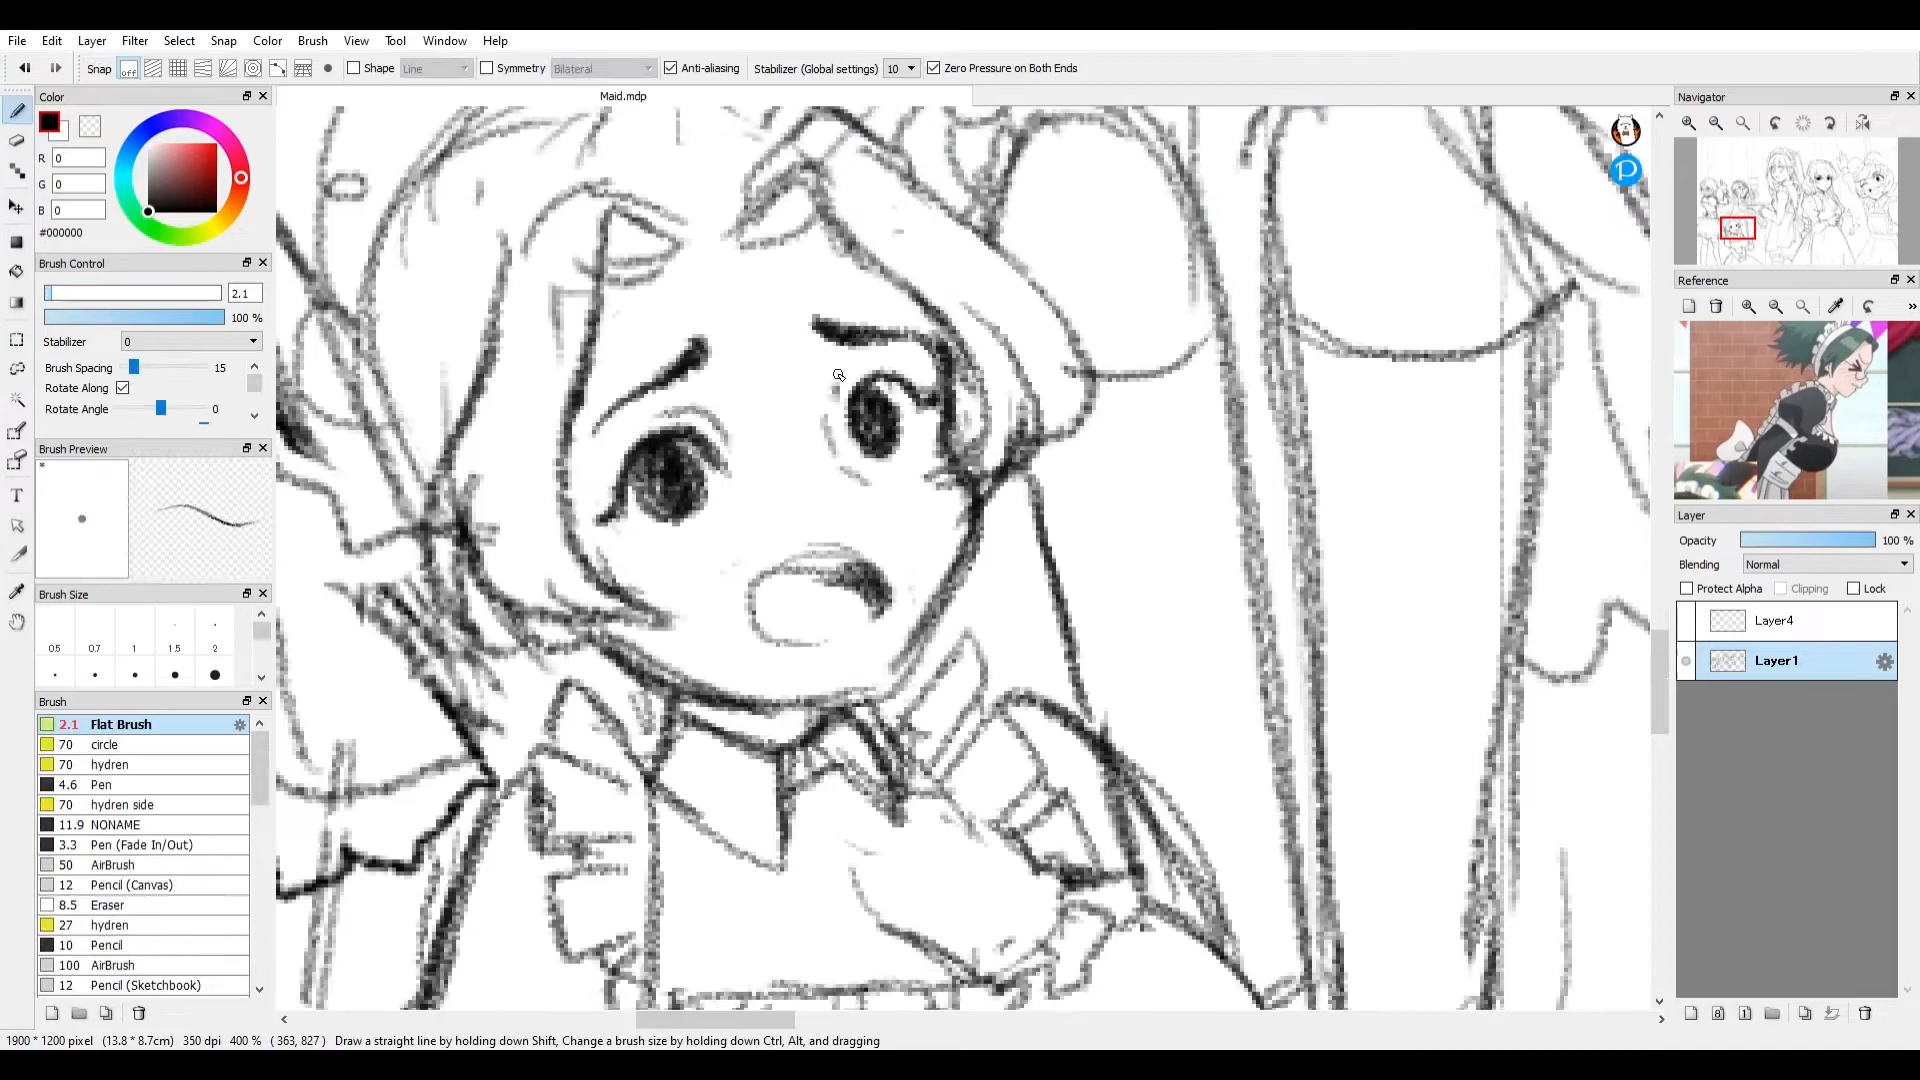 File Edit Layer Filter Select Snap Color Brush View Tool Window Help
Snap off Shape Line Symmetry Bilateral Anti-aliasing Stabilizer (Global settings) 10 Zero Pressure on Both Ends
Color
Maid.mdp
Navigator
R 0
G 0
B 0
#000000
Brush Control
2.1
100 %
Stabilizer 0
Brush Spacing 15
Rotate Along
Rotate Angle 0
Brush Preview
*
Brush Size
0.5 0.7 1 1.5 2
Brush
2.1 Flat Brush
70 circle
70 hydren
4.6 Pen
70 hydren side
11.9 NONAME
3.3 Pen (Fade In/Out)
50 AirBrush
12 Pencil (Canvas)
8.5 Eraser
27 hydren
10 Pencil
100 AirBrush
12 Pencil (Sketchbook)
Reference
»
Layer
Opacity 100 %
Blending Normal
Protect Alpha Clipping Lock
Layer4
Layer1
1900 * 1200 pixel (13.8 * 8.7cm) 350 dpi 400 % ( 363, 827 ) Draw a straight line by holding down Shift, Change a brush size by holding down Ctrl, Alt, and dragging